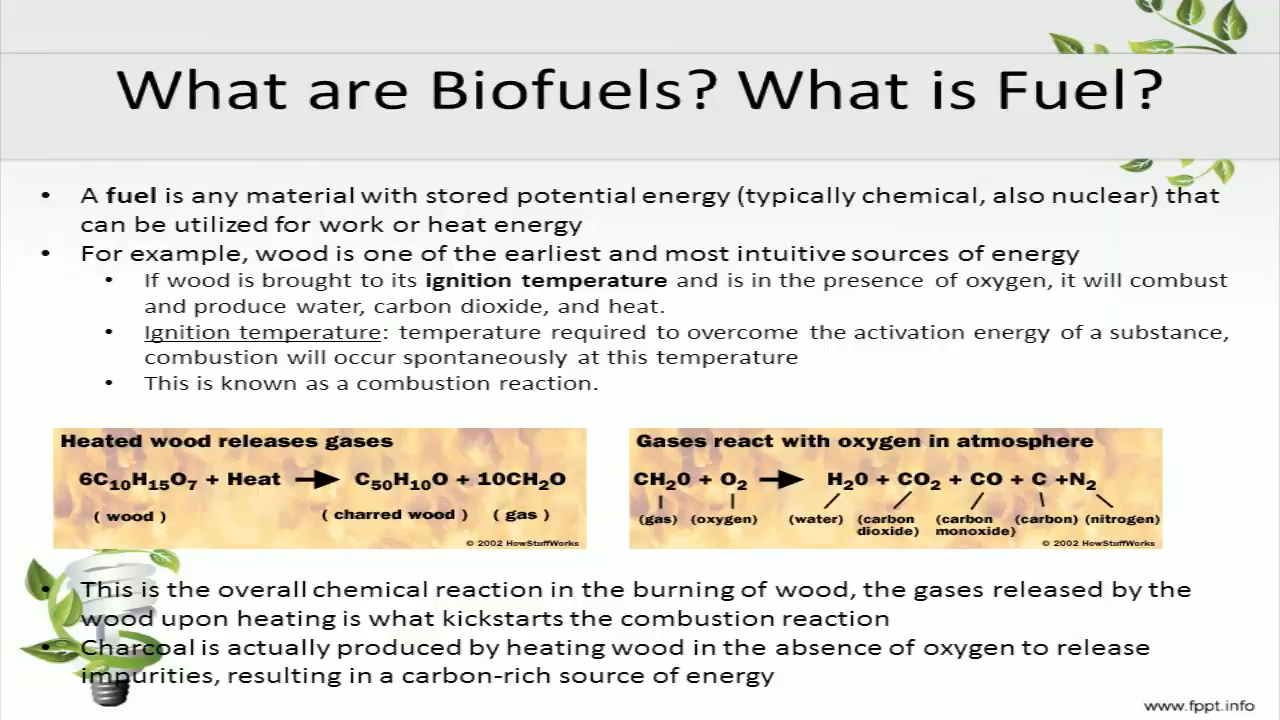 What are Biofuels? What is Fuel?
• A fuel is any material with stored potential energy (typically chemical, also nuclear) that
can be utilized for work or heat energy
• For example, wood is one of the earliest and most intuitive sources of energy
• If wood is brought to its ignition temperature and is in the presence of oxygen, it will combust
and produce water, carbon dioxide, and heat.
• Ignition temperature: temperature required to overcome the activation energy of a substance,
combustion will occur spontaneously at this temperature
• This is known as a combustion reaction.
Heated wood releases gases
6C₁₀H₁₅O₇ + Heat → C₅₀H₁₀O + 10CH₂O
( wood ) ( charred wood ) ( gas )
© 2002 HowStuffWorks
Gases react with oxygen in atmosphere
CH₂0 + O₂ → H₂0 + CO₂ + CO + C +N₂
(gas) (oxygen) (water) (carbon dioxide) (carbon monoxide) (carbon) (nitrogen)
© 2002 HowStuffWorks
• This is the overall chemical reaction in the burning of wood, the gases released by the
wood upon heating is what kickstarts the combustion reaction
• Charcoal is actually produced by heating wood in the absence of oxygen to release
impurities, resulting in a carbon-rich source of energy
www.fppt.info